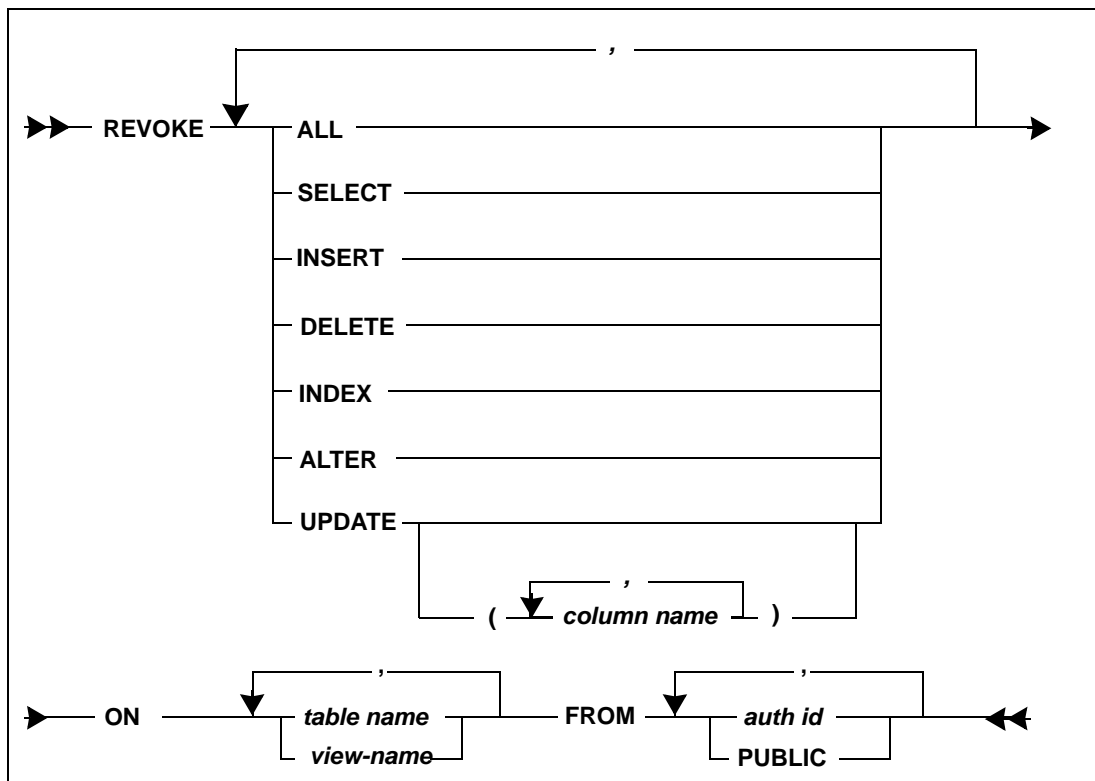 ,
REVOKE ALL
SELECT
INSERT
DELETE
INDEX
ALTER
UPDATE
,
( column name )
, ,
ON table name FROM auth id
view-name PUBLIC